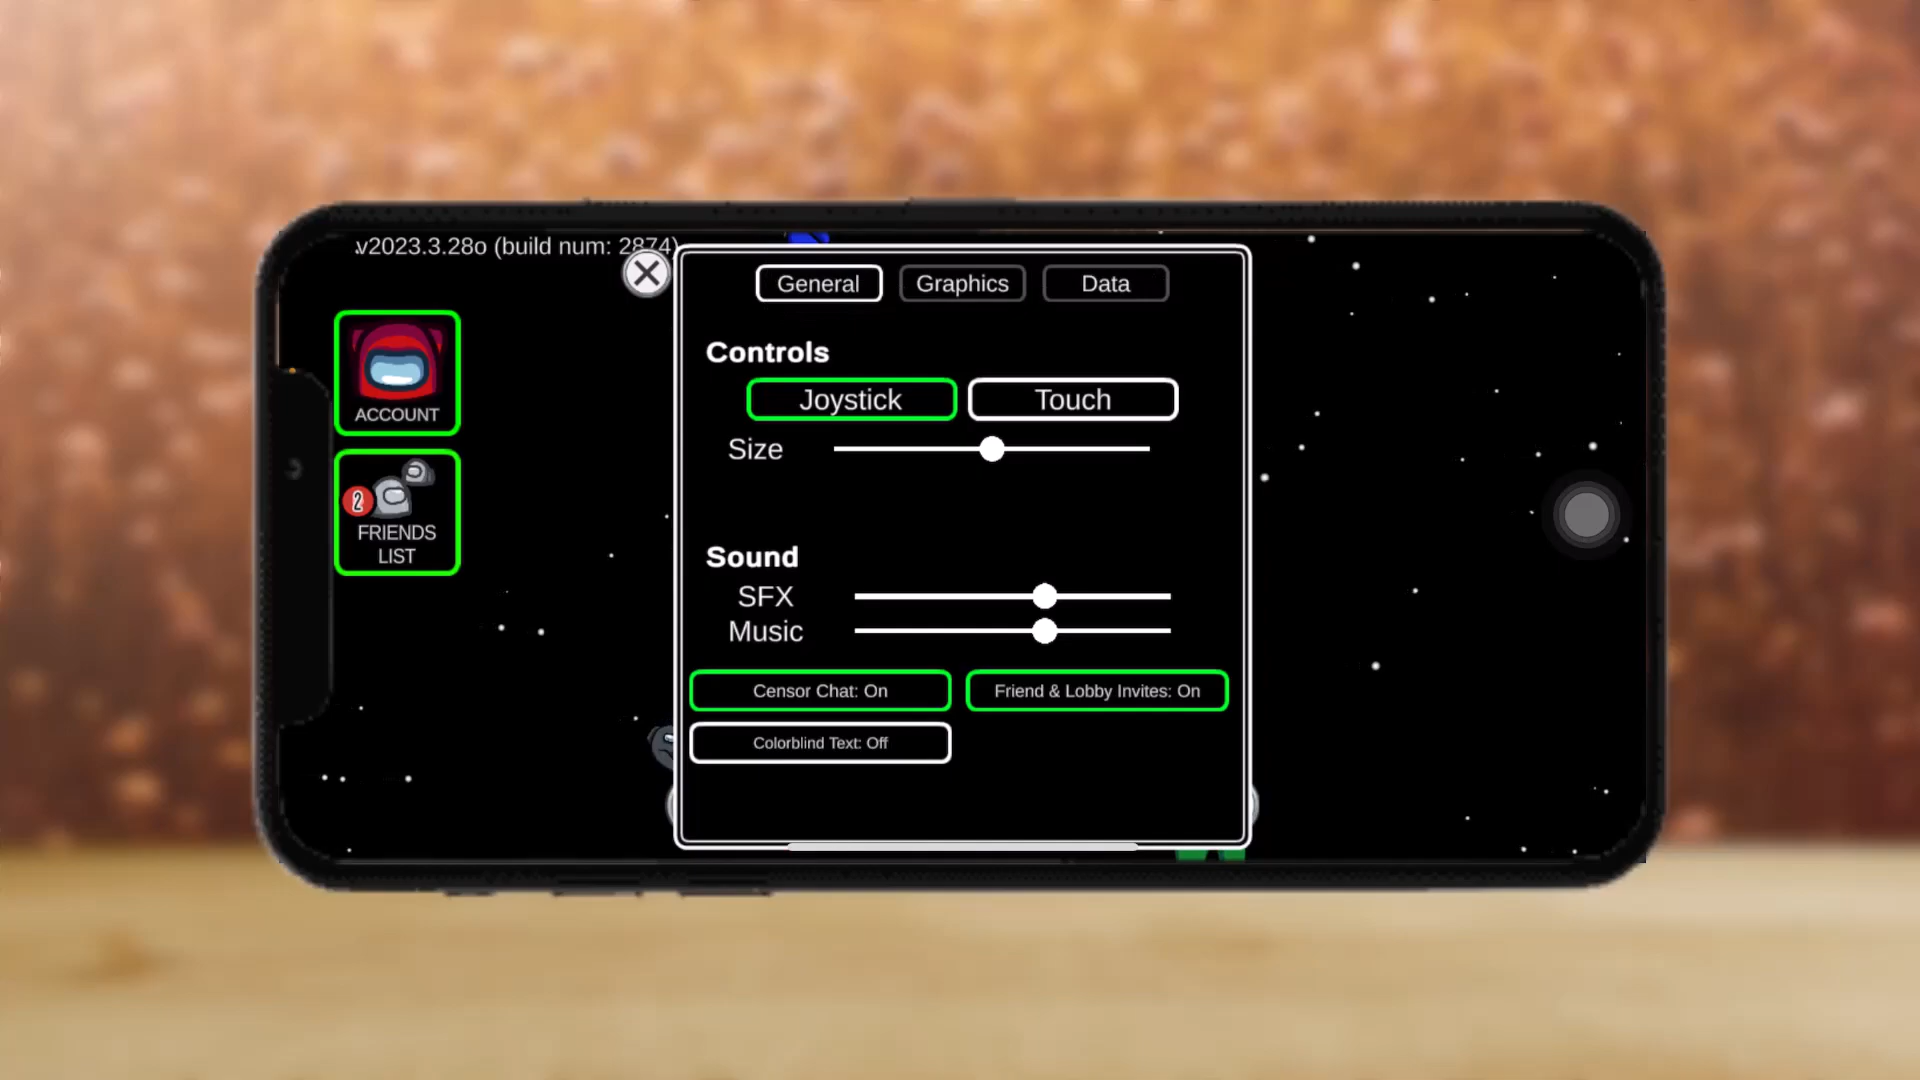 v2023.3.28o (build num: 2874)
General
Graphics
Data
ACCOUNT
2
FRIENDS
LIST
Controls
Joystick
Touch
Size
Sound
SFX
Music
Censor Chat: On
Friend & Lobby Invites: On
Colorblind Text: Off